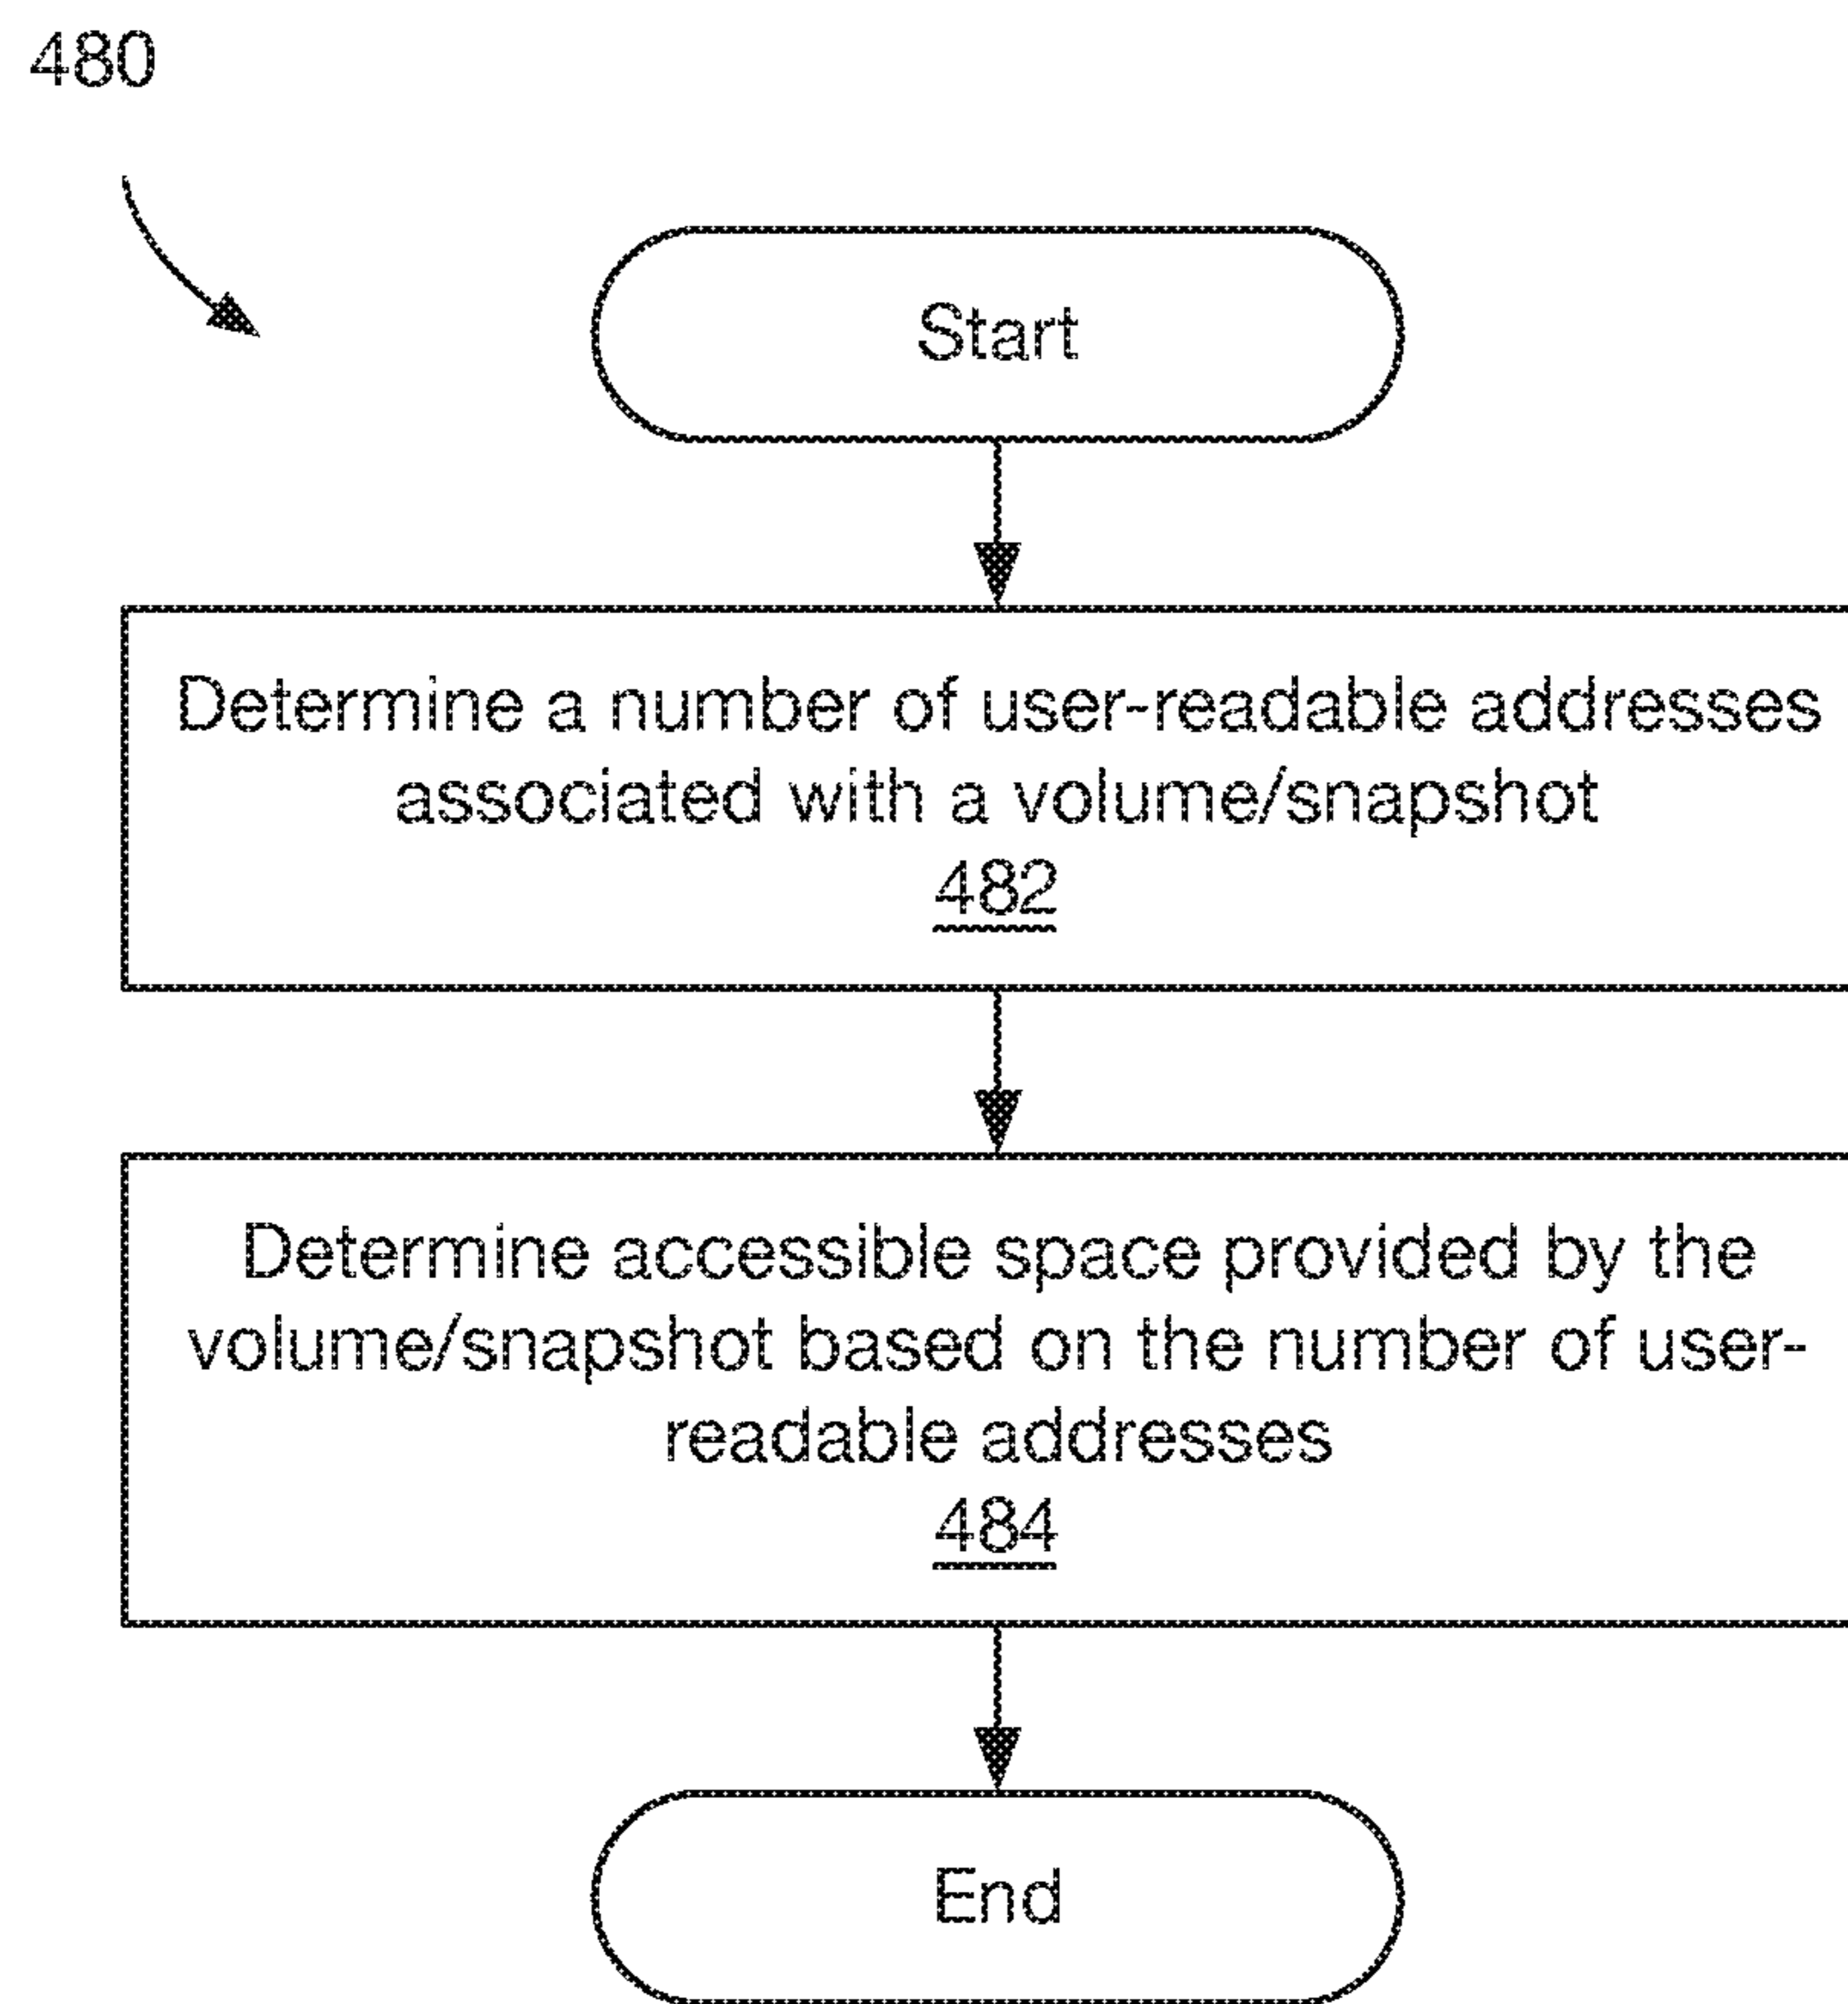 480
Start
Determine a number of user-readable addresses
associated with a volume/snapshot
482
Determine accessible space provided by the
volume/snapshot based on the number of user-
readable addresses
484
End